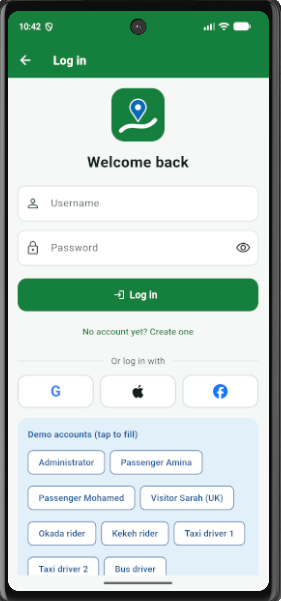 10:42
Log in
Welcome back
Username
Password
Log in
No account yet? Create one
Or log in with
G
Demo accounts (tap to fill)
Administrator Passenger Amina
Passenger Mohamed Visitor Sarah (UK)
Okada rider Kekeh rider Taxi driver 1
Taxi driver 2 Bus driver